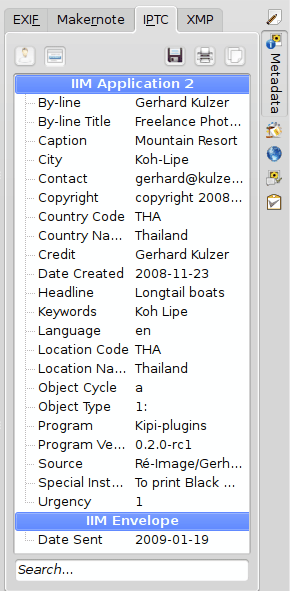 EXIF Makernote IPTC XMP
Metadata
IIM Application 2
By-line Gerhard Kulzer
By-line Title Freelance Phot...
Caption Mountain Resort
City Koh-Lipe
Contact gerhard@kulze...
Copyright copyright 2008...
Country Code THA
Country Na... Thailand
Credit Gerhard Kulzer
Date Created 2008-11-23
Headline Longtail boats
Keywords Koh Lipe
Language en
Location Code THA
Location Na... Thailand
Object Cycle a
Object Type 1:
Program Kipi-plugins
Program Ve... 0.2.0-rc1
Source Ré-Image/Gerh...
Special Inst... To print Black ...
Urgency 1
IIM Envelope
Date Sent 2009-01-19
Search...